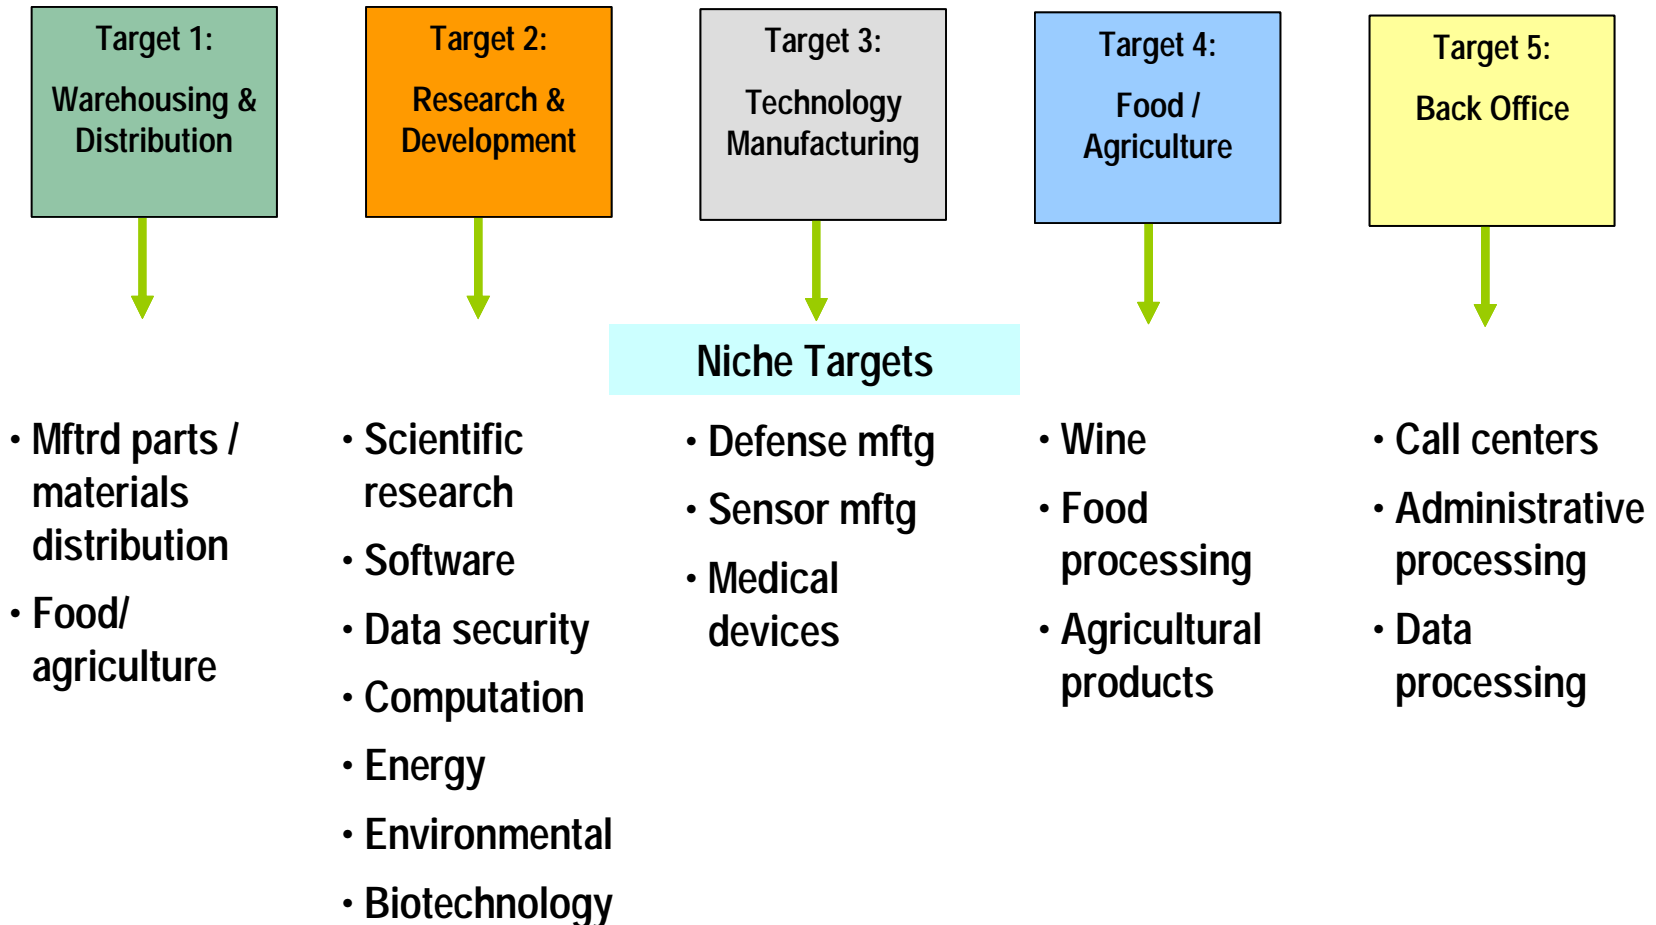 Target 1:
Warehousing &
Distribution
Target 2:
Research &
Development
Target 3:
Technology
Manufacturing
Target 4:
Food /
Agriculture
Target 5:
Back Office
Niche Targets
• Mftrd parts /
materials
distribution
• Food/
agriculture
• Scientific
research
• Software
• Data security
• Computation
• Energy
• Environmental
• Biotechnology
• Defense mftg
• Sensor mftg
• Medical
devices
• Wine
• Food
processing
• Agricultural
products
• Call centers
• Administrative
processing
• Data
processing